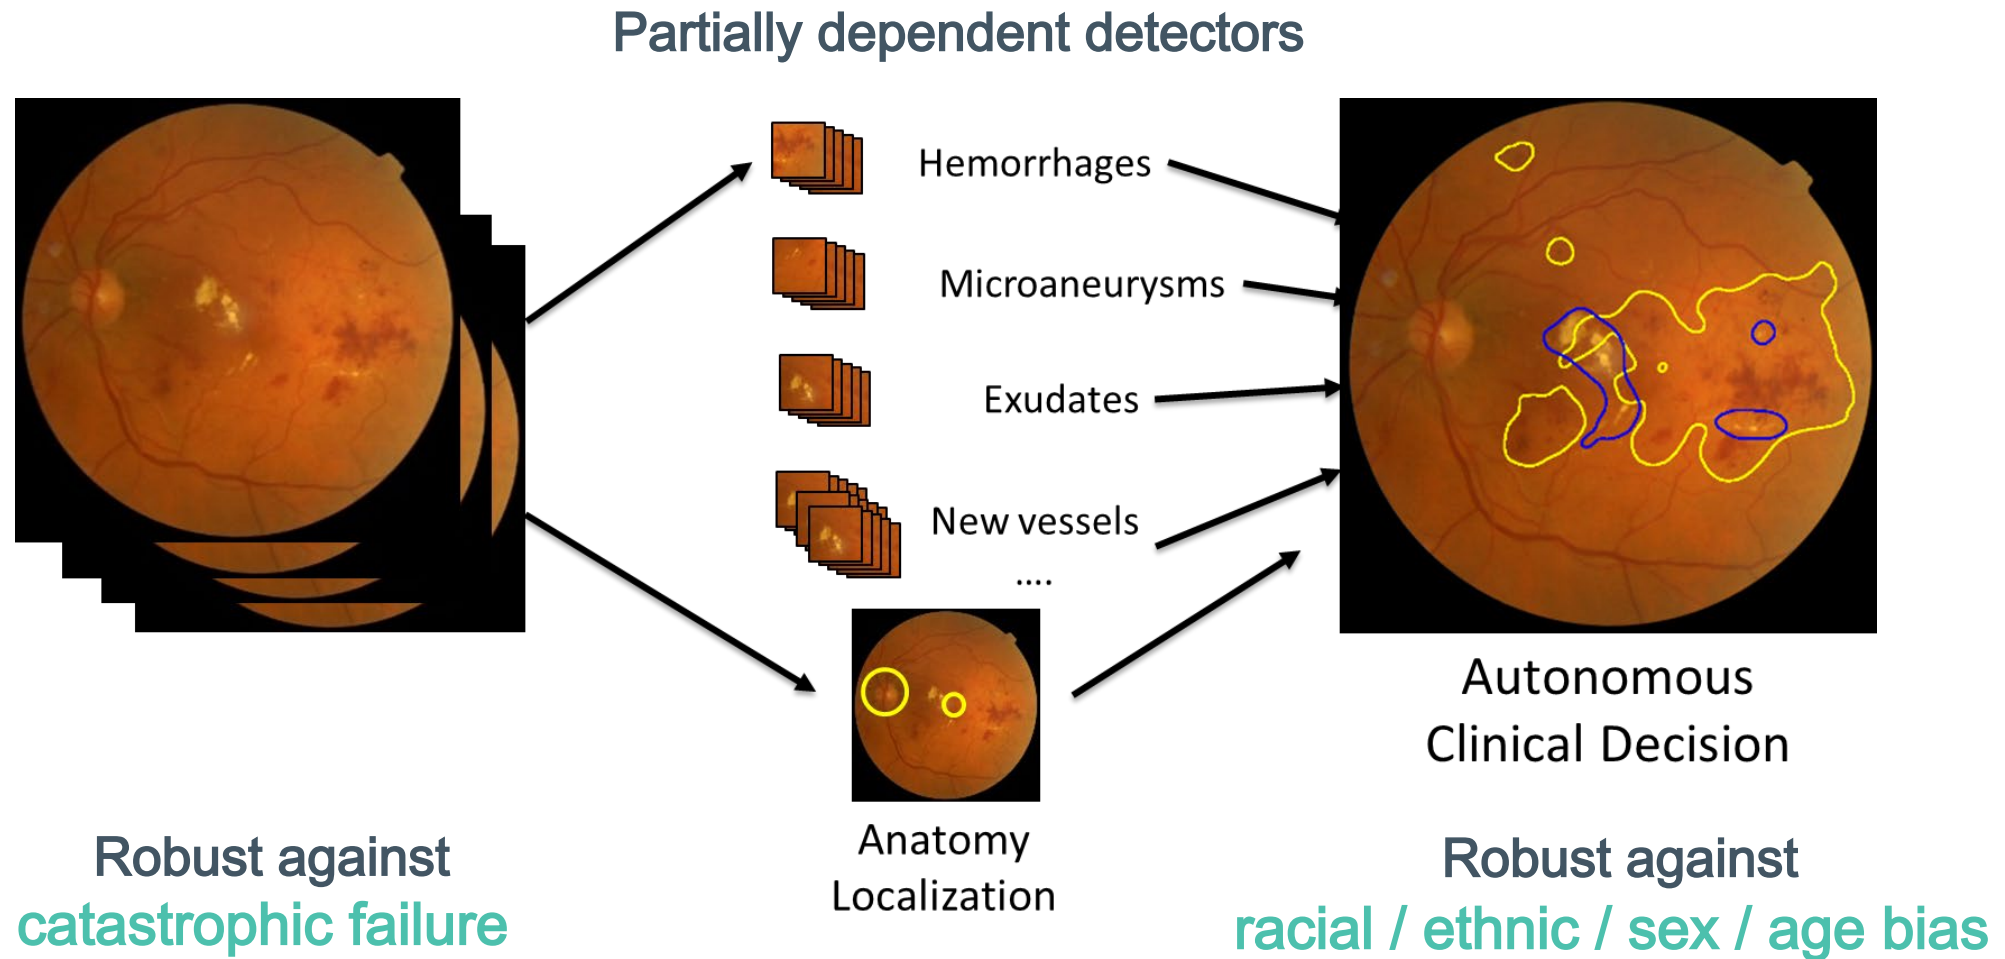 Partially dependent detectors
Hemorrhages
Microaneurysms
Exudates
New vessels
....
Anatomy
Localization
Autonomous
Clinical Decision
Robust against
catastrophic failure
Robust against
racial / ethnic / sex / age bias